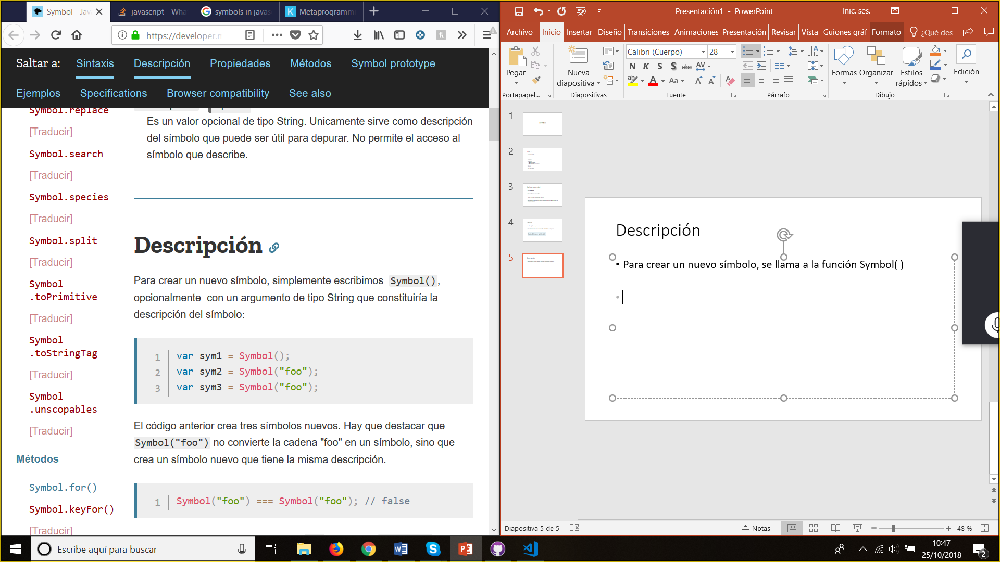 Symbol - Jav
javascript - Wha
symbols in javas
Metaprogrammi
https://developer.n
Saltar a:
Sintaxis
Descripción
Propiedades
Métodos
Symbol prototype
Ejemplos
Specifications
Browser compatibility
See also
Symbol.replace
[Traducir]
Symbol.search
[Traducir]
Symbol.species
[Traducir]
Symbol.split
[Traducir]
Symbol
.toPrimitive
[Traducir]
Symbol
.toStringTag
[Traducir]
Symbol
.unscopables
[Traducir]
Métodos
Symbol.for()
Symbol.keyFor()
[Traducir]
Es un valor opcional de tipo String. Unicamente sirve como descripción
del símbolo que puede ser útil para depurar. No permite el acceso al
símbolo que describe.
Descripción
Para crear un nuevo símbolo, simplemente escribimos Symbol(),
opcionalmente con un argumento de tipo String que constituiría la
descripción del símbolo:
1 var sym1 = Symbol();
2 var sym2 = Symbol("foo");
3 var sym3 = Symbol("foo");
El código anterior crea tres símbolos nuevos. Hay que destacar que
Symbol("foo") no convierte la cadena "foo" en un símbolo, sino que
crea un símbolo nuevo que tiene la misma descripción.
1 Symbol("foo") === Symbol("foo"); // false
Presentación1 - PowerPoint
Inic. ses.
Archivo
Inicio
Insertar
Diseño
Transiciones
Animaciones
Presentación
Revisar
Vista
Guiones gráf
Formato
¿Qué des
Pegar
Portapapel...
Nueva
diapositiva
Diapositivas
Calibri (Cuerpo)
28
N K S S abc AV
Aa
Fuente
Párrafo
Formas
Organizar
Estilos
rápidos
Dibujo
Edición
1
Symbol
2
3
4
5
Descripción
• Para crear un nuevo símbolo, se llama a la función Symbol( )
•
Diapositiva 5 de 5
Notas
48 %
Escribe aquí para buscar
10:47
25/10/2018
2